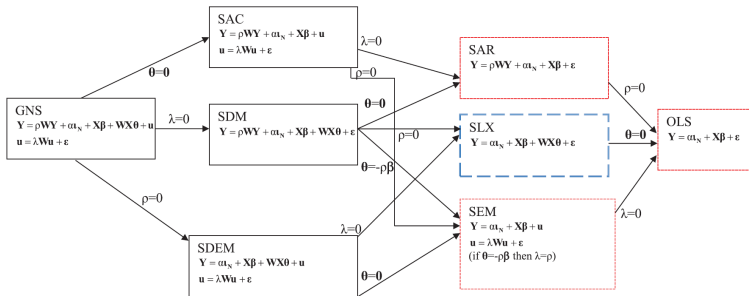 SAC
Y = ρWY + αι_N + Xβ + u
u = λWu + ε
λ=0
ρ=0
SAR
Y = ρWY + αι_N + Xβ + ε
θ=0
ρ=0
GNS
Y = ρWY + αι_N + Xβ + WXθ + u
u = λWu + ε
λ=0
SDM
Y = ρWY + αι_N + Xβ + WXθ + ε
θ=0
ρ=0
θ=-ρβ
SLX
Y = αι_N + Xβ + WXθ + ε
θ=0
OLS
Y = αι_N + Xβ + ε
ρ=0
SDEM
Y = αι_N + Xβ + WXθ + u
u = λWu + ε
λ=0
θ=0
SEM
Y = αι_N + Xβ + u
u = λWu + ε
(if θ=-ρβ then λ=ρ)
λ=0